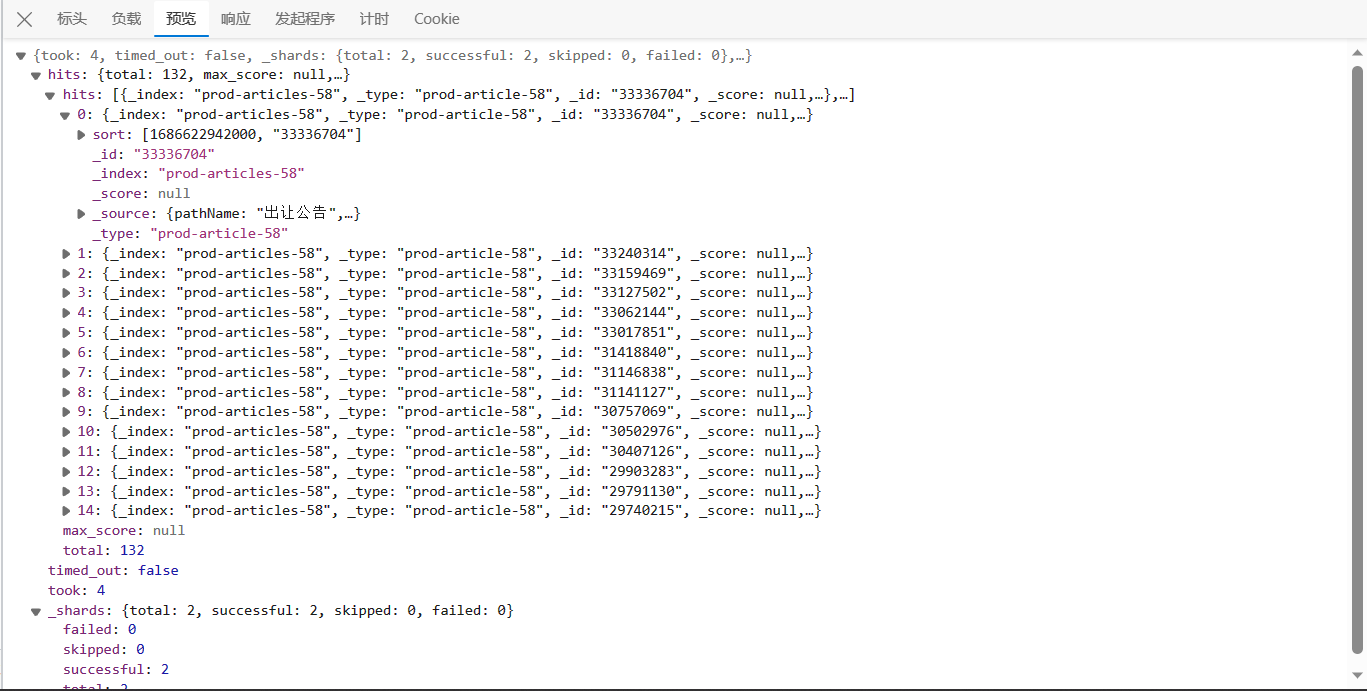 标头 负载 预览 响应 发起程序 计时 Cookie
{took: 4, timed_out: false, _shards: {total: 2, successful: 2, skipped: 0, failed: 0},…}
hits: {total: 132, max_score: null,…}
hits: [{_index: "prod-articles-58", _type: "prod-article-58", _id: "33336704", _score: null,…},…]
0: {_index: "prod-articles-58", _type: "prod-article-58", _id: "33336704", _score: null,…}
sort: [1686622942000, "33336704"]
_id: "33336704"
_index: "prod-articles-58"
_score: null
_source: {pathName: "出让公告",…}
_type: "prod-article-58"
1: {_index: "prod-articles-58", _type: "prod-article-58", _id: "33240314", _score: null,…}
2: {_index: "prod-articles-58", _type: "prod-article-58", _id: "33159469", _score: null,…}
3: {_index: "prod-articles-58", _type: "prod-article-58", _id: "33127502", _score: null,…}
4: {_index: "prod-articles-58", _type: "prod-article-58", _id: "33062144", _score: null,…}
5: {_index: "prod-articles-58", _type: "prod-article-58", _id: "33017851", _score: null,…}
6: {_index: "prod-articles-58", _type: "prod-article-58", _id: "31418840", _score: null,…}
7: {_index: "prod-articles-58", _type: "prod-article-58", _id: "31146838", _score: null,…}
8: {_index: "prod-articles-58", _type: "prod-article-58", _id: "31141127", _score: null,…}
9: {_index: "prod-articles-58", _type: "prod-article-58", _id: "30757069", _score: null,…}
10: {_index: "prod-articles-58", _type: "prod-article-58", _id: "30502976", _score: null,…}
11: {_index: "prod-articles-58", _type: "prod-article-58", _id: "30407126", _score: null,…}
12: {_index: "prod-articles-58", _type: "prod-article-58", _id: "29903283", _score: null,…}
13: {_index: "prod-articles-58", _type: "prod-article-58", _id: "29791130", _score: null,…}
14: {_index: "prod-articles-58", _type: "prod-article-58", _id: "29740215", _score: null,…}
max_score: null
total: 132
timed_out: false
took: 4
_shards: {total: 2, successful: 2, skipped: 0, failed: 0}
failed: 0
skipped: 0
successful: 2
total: 2